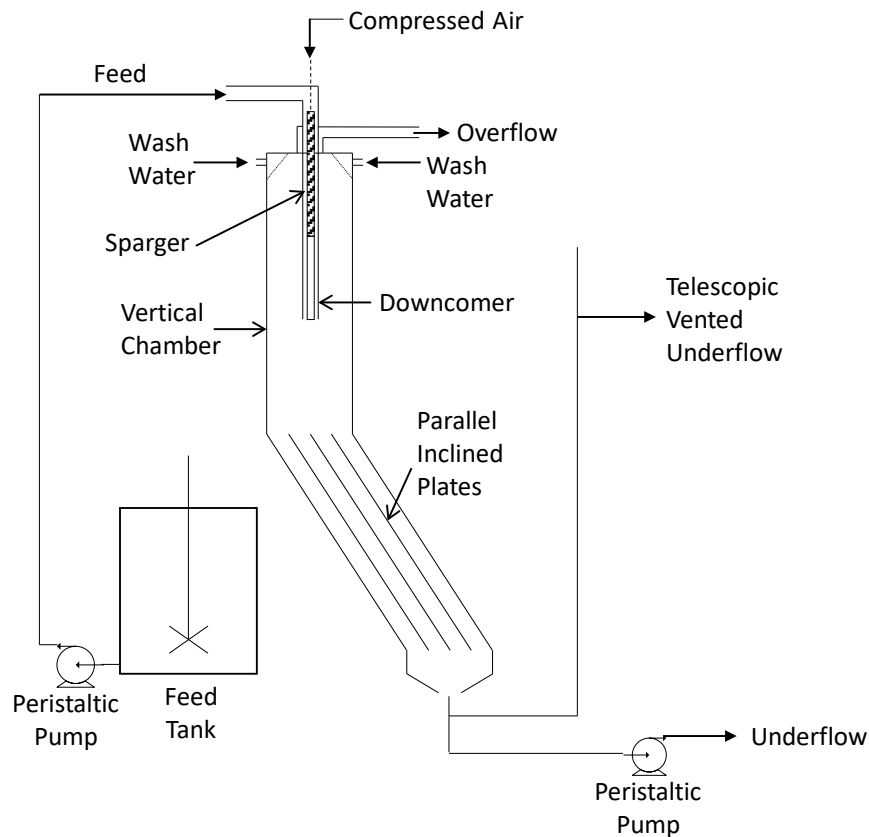 Compressed Air
Feed
Overflow
Wash
Water
Wash
Water
Sparger
Downcomer
Vertical
Chamber
Telescopic
Vented
Underflow
Parallel
Inclined
Plates
Feed
Tank
Peristaltic
Pump
Underflow
Peristaltic
Pump